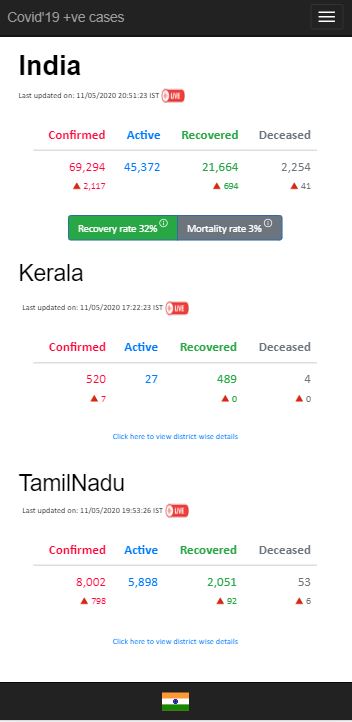 Covid'19 +ve cases
India
Last updated on: 11/05/2020 20:51:23 IST LIVE
Confirmed Active Recovered Deceased
69,294 45,372 21,664 2,254
▲ 2,117 ▲ 694 ▲ 41
Recovery rate 32% ⓘ Mortality rate 3% ⓘ
Kerala
Last updated on: 11/05/2020 17:22:23 IST LIVE
Confirmed Active Recovered Deceased
520 27 489 4
▲ 7 ▲ 0 ▲ 0
Click here to view district wise details
TamilNadu
Last updated on: 11/05/2020 19:53:26 IST LIVE
Confirmed Active Recovered Deceased
8,002 5,898 2,051 53
▲ 798 ▲ 92 ▲ 6
Click here to view district wise details